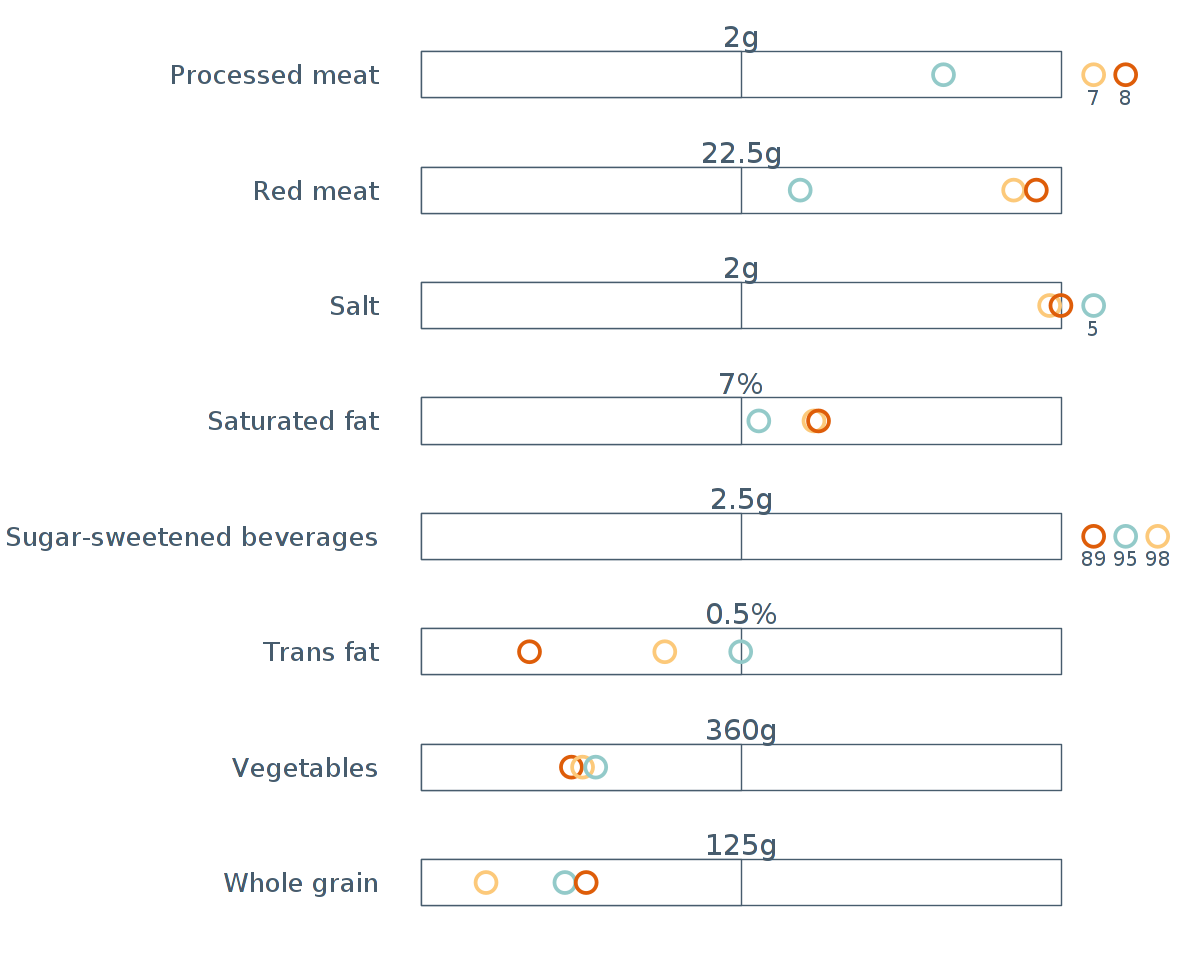 2g
Processed meat
7 8
22.5g
Red meat
2g
Salt
5
7%
Saturated fat
2.5g
Sugar-sweetened beverages
89 95 98
0.5%
Trans fat
360g
Vegetables
125g
Whole grain